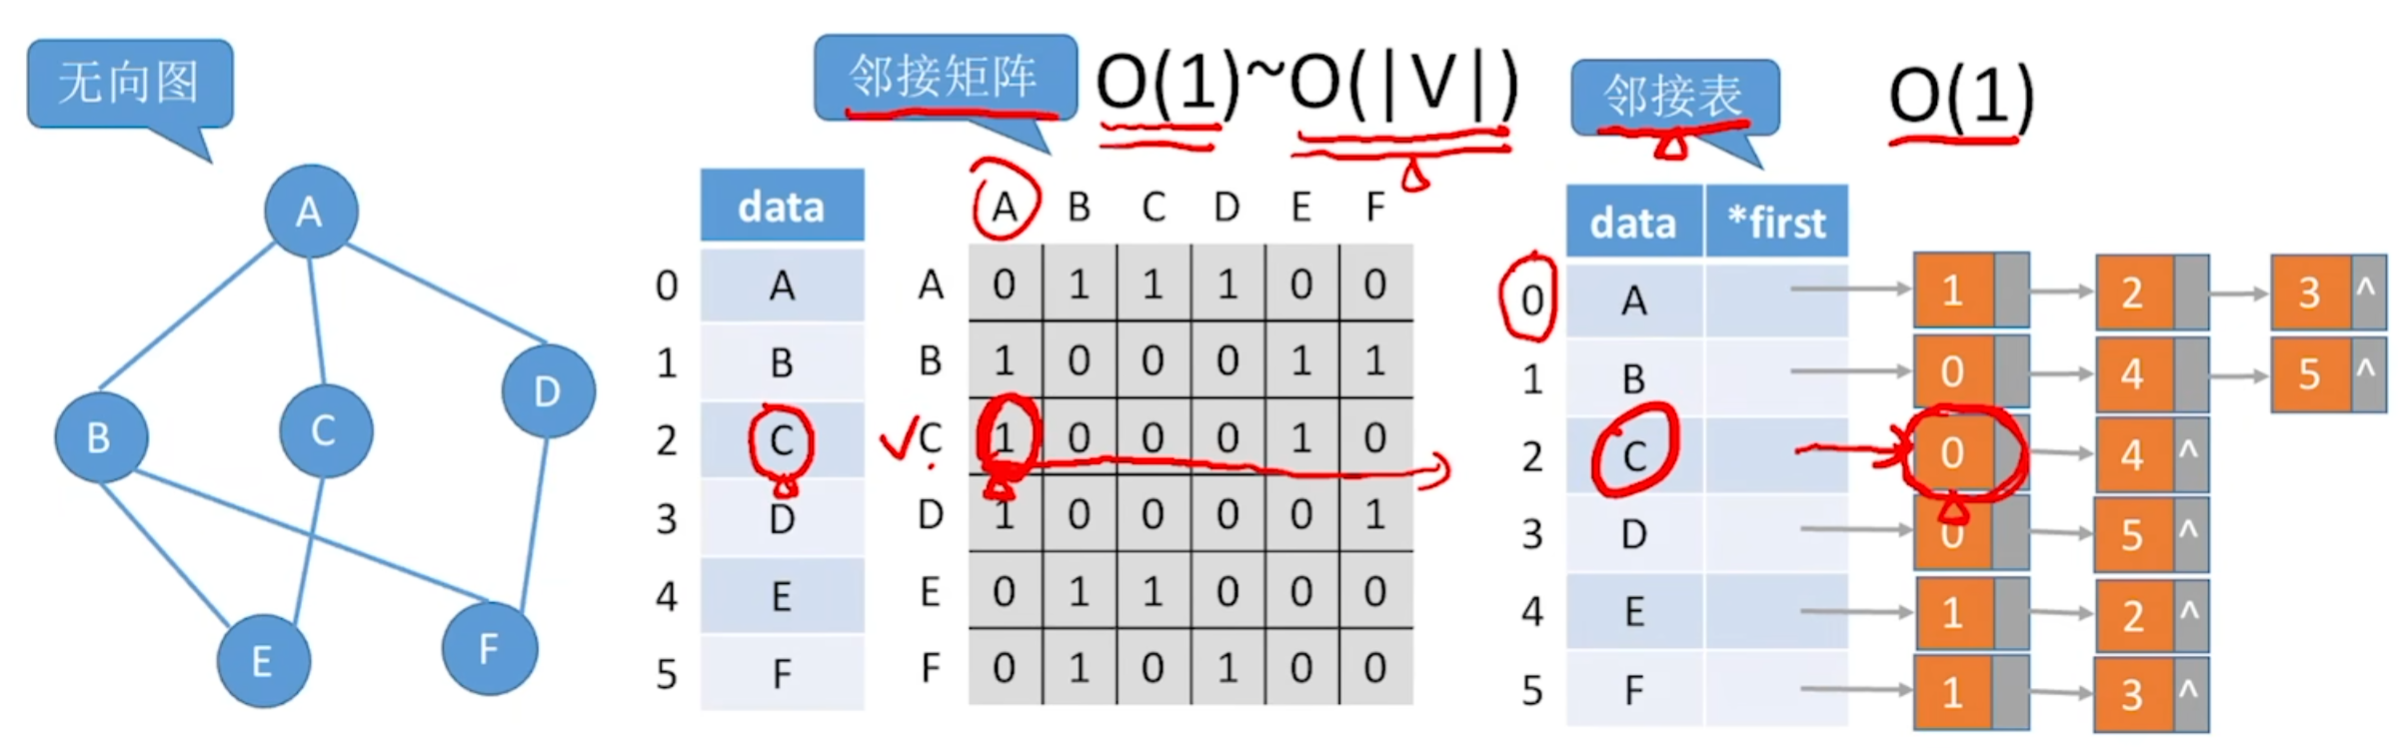 无向图
A
B
C
D
E
F
邻接矩阵 O(1)~O(|V|)
data
0 A
1 B
2 C
3 D
4 E
5 F
A B C D E F
A 0 1 1 1 0 0
B 1 0 0 0 1 1
C 1 0 0 0 1 0
D 1 0 0 0 0 1
E 0 1 1 0 0 0
F 0 1 0 1 0 0
邻接表 O(1)
data *first
0 A 1 2 3 ^
1 B 0 4 5 ^
2 C 0 4 ^
3 D 0 5 ^
4 E 1 2 ^
5 F 1 3 ^